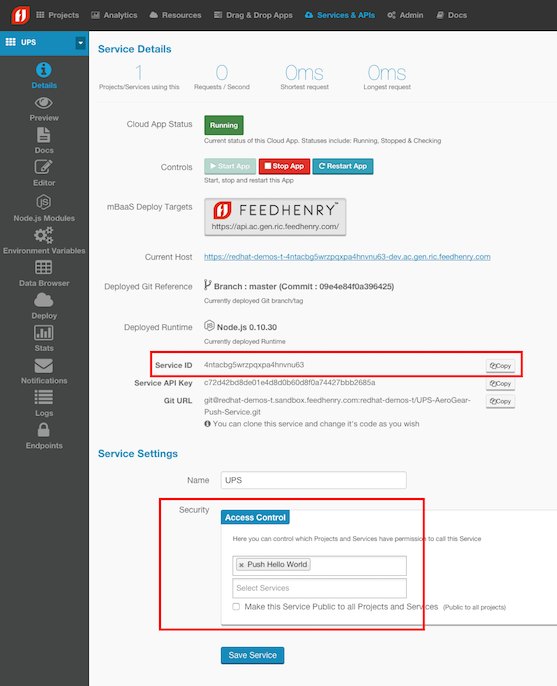 Projects Analytics Resources Drag & Drop Apps Services & APIs Admin Docs
UPS
Details
Preview
Docs
Editor
Node.js Modules
Environment Variables
Data Browser
Deploy
Stats
Notifications
Logs
Endpoints
Service Details
1 0 0ms 0ms
Projects/Services using this Requests / Second Shortest request Longest request
Cloud App Status Running
Current status of this Cloud App. Statuses include: Running, Stopped & Checking
Controls Start App Stop App Restart App
Start, stop and restart this App
mBaaS Deploy Targets FEEDHENRY™
https://api.ac.gen.ric.feedhenry.com/
Current Host https://redhat-demos-t-4ntacbg5wrzpqxpa4hnvnu63-dev.ac.gen.ric.feedhenry.com
Deployed Git Reference Branch : master (Commit : 09e4e84f0a396425)
Currently deployed Git branch/tag
Deployed Runtime Node.js 0.10.30
Currently deployed Runtime
Service ID 4ntacbg5wrzpqxpa4hnvnu63 Copy
Service API Key c72d42bd8de01e4d8d0b60d8f0a74427bbb2685a Copy
Git URL git@redhat-demos-t.sandbox.feedhenry.com:redhat-demos-t/UPS-AeroGear- Copy
Push-Service.git
You can clone this service and change it's code as you wish
Service Settings
Name UPS
Security Access Control
Here you can control which Projects and Services have permission to call this Service
× Push Hello World
Select Services
Make this Service Public to all Projects and Services (Public to all projects)
Save Service